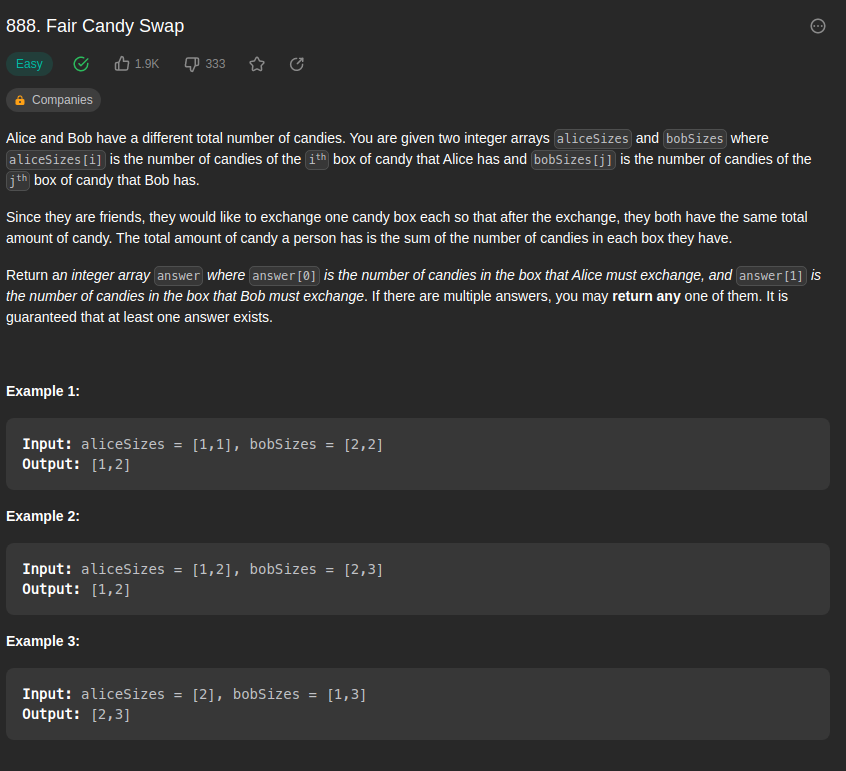 888. Fair Candy Swap
Easy 1.9K 333
Companies
Alice and Bob have a different total number of candies. You are given two integer arrays aliceSizes and bobSizes where
aliceSizes[i] is the number of candies of the ith box of candy that Alice has and bobSizes[j] is the number of candies of the
jth box of candy that Bob has.
Since they are friends, they would like to exchange one candy box each so that after the exchange, they both have the same total
amount of candy. The total amount of candy a person has is the sum of the number of candies in each box they have.
Return an integer array answer where answer[0] is the number of candies in the box that Alice must exchange, and answer[1] is
the number of candies in the box that Bob must exchange. If there are multiple answers, you may return any one of them. It is
guaranteed that at least one answer exists.
Example 1:
Input: aliceSizes = [1,1], bobSizes = [2,2]
Output: [1,2]
Example 2:
Input: aliceSizes = [1,2], bobSizes = [2,3]
Output: [1,2]
Example 3:
Input: aliceSizes = [2], bobSizes = [1,3]
Output: [2,3]